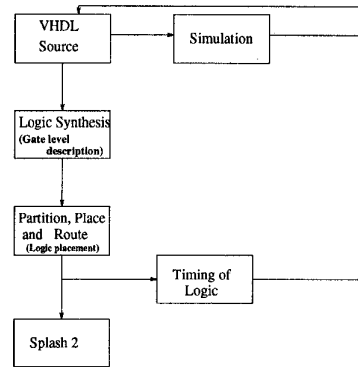 VHDL
Source
Simulation
Logic Synthesis
(Gate level
description)
Partition, Place
and Route
(Logic placement)
Timing of
Logic
Splash 2